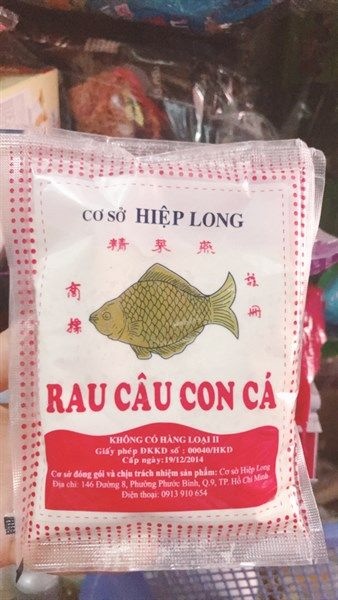 CƠ SỞ HIỆP LONG
精萃燕
商標
註冊
RAU CÂU CON CÁ
KHÔNG CÓ HÀNG LOẠI II
Giấy phép ĐKKD số : 00040/HKD
Cấp ngày: 19/12/2014
Cơ sở đóng gói và chịu trách nhiệm sản phẩm: Cơ sở Hiệp Long
Địa chỉ: 146 Đường 8, Phường Phước Bình, Q.9, TP. Hồ Chí Minh
Điện thoại: 0913 910 654